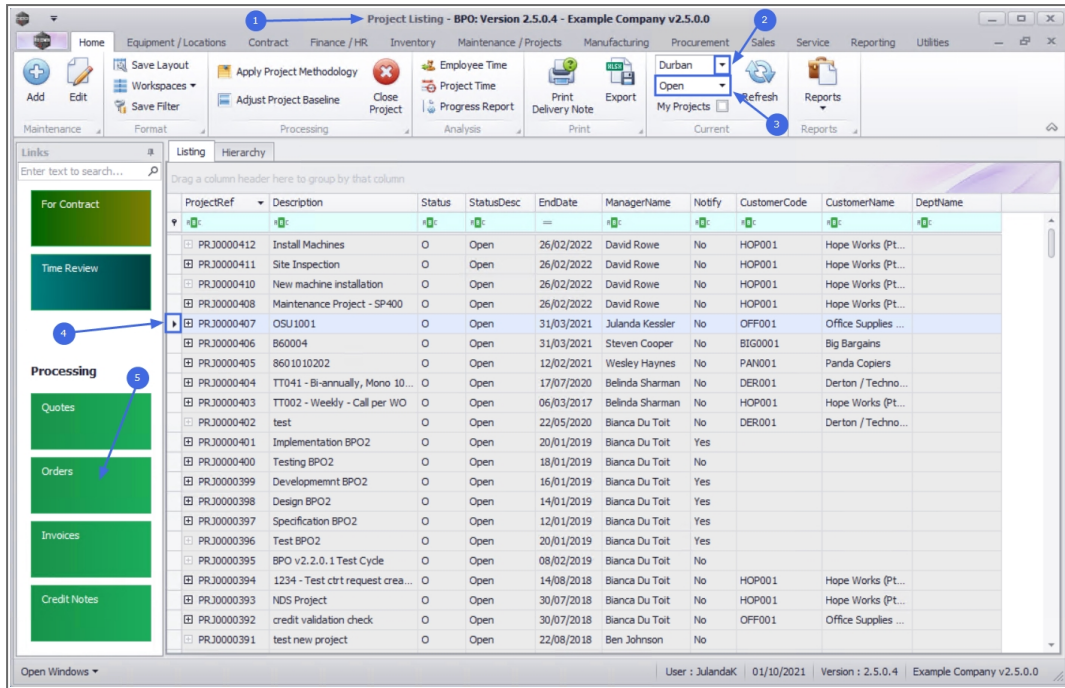 1
Project Listing - BPO: Version 2.5.0.4 - Example Company v2.5.0.0
2
Home Equipment / Locations Contract Finance / HR Inventory Maintenance / Projects Manufacturing Procurement Sales Service Reporting Utilities
Add
Edit
Save Layout
Workspaces
Save Filter
Apply Project Methodology
Adjust Project Baseline
Close Project
Employee Time
Project Time
Progress Report
Print Delivery Note
XLSX
Export
Durban
Open
My Projects
Refresh
Reports
3
Maintenance Format Processing Analysis Print Current Reports
Links
Enter text to search...
For Contract
Time Review
4
Processing
5
Quotes
Orders
Invoices
Credit Notes
Listing Hierarchy
Drag a column header here to group by that column
ProjectRef Description Status StatusDesc EndDate ManagerName Notify CustomerCode CustomerName DeptName
PRJ0000412 Install Machines O Open 26/02/2022 David Rowe No HOP001 Hope Works (Pt...
PRJ0000411 Site Inspection O Open 26/02/2022 David Rowe No HOP001 Hope Works (Pt...
PRJ0000410 New machine installation O Open 26/02/2022 David Rowe No HOP001 Hope Works (Pt...
PRJ0000408 Maintenance Project - SP400 O Open 26/02/2022 David Rowe No HOP001 Hope Works (Pt...
PRJ0000407 OSU1001 O Open 31/03/2021 Julanda Kessler No OFF001 Office Supplies ...
PRJ0000406 B60004 O Open 31/03/2021 Steven Cooper No BIG0001 Big Bargains
PRJ0000405 8601010202 O Open 12/02/2021 Wesley Haynes No PAN001 Panda Copiers
PRJ0000404 TT041 - Bi-annually, Mono 10... O Open 17/07/2020 Belinda Sharman No DER001 Derton / Techno...
PRJ0000403 TT002 - Weekly - Call per WO O Open 06/03/2017 Belinda Sharman No HOP001 Hope Works (Pt...
PRJ0000402 test O Open 22/05/2020 Bianca Du Toit No DER001 Derton / Techno...
PRJ0000401 Implementation BPO2 O Open 20/01/2019 Bianca Du Toit Yes
PRJ0000400 Testing BPO2 O Open 18/01/2019 Bianca Du Toit No
PRJ0000399 Developmemnt BPO2 O Open 16/01/2019 Bianca Du Toit Yes
PRJ0000398 Design BPO2 O Open 14/01/2019 Bianca Du Toit Yes
PRJ0000397 Specification BPO2 O Open 12/01/2019 Bianca Du Toit Yes
PRJ0000396 Test BPO2 O Open 20/01/2019 Bianca Du Toit Yes
PRJ0000395 BPO v2.2.0.1 Test Cycle O Open 08/02/2019 Bianca Du Toit No
PRJ0000394 1234 - Test ctrt request crea... O Open 14/08/2018 Bianca Du Toit No HOP001 Hope Works (Pt...
PRJ0000393 NDS Project O Open 30/07/2018 Bianca Du Toit No HOP001 Hope Works (Pt...
PRJ0000392 credit validation check O Open 30/07/2018 Bianca Du Toit No OFF001 Office Supplies ...
PRJ0000391 test new project O Open 22/08/2018 Ben Johnson No
Open Windows User : JulandaK 01/10/2021 Version : 2.5.0.4 Example Company v2.5.0.0